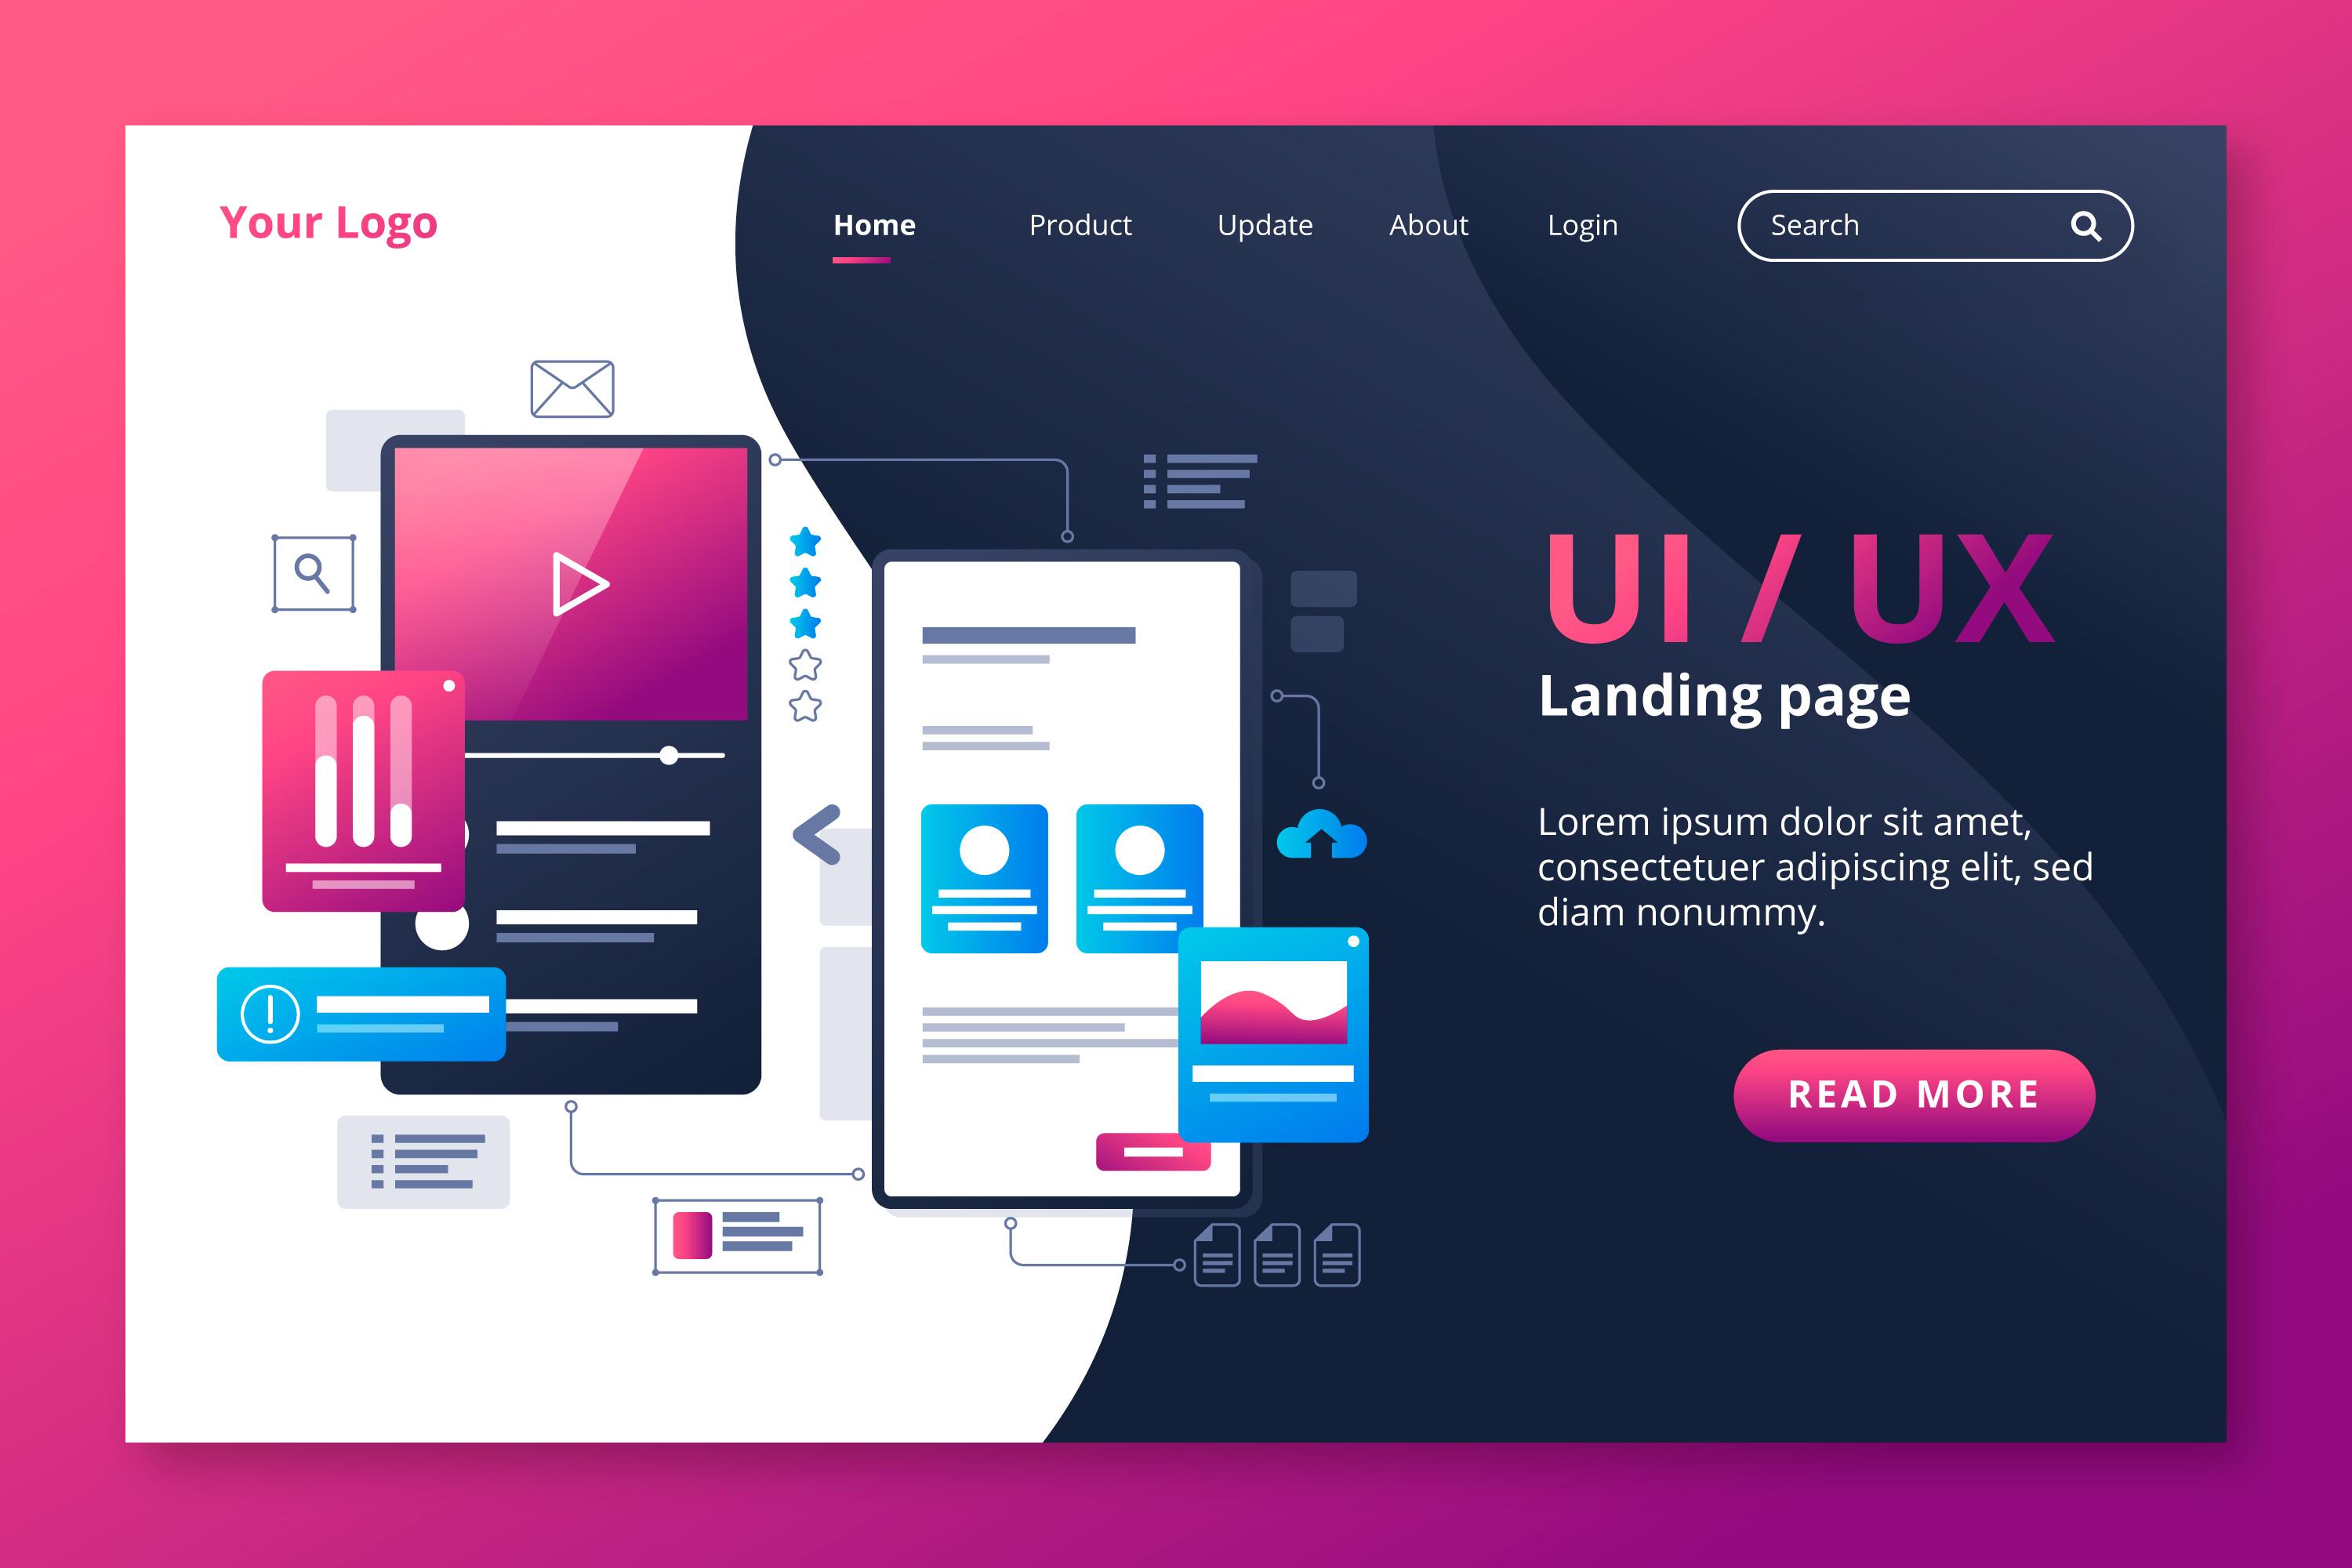 Your Logo
Home Product Update About Login Search
UI / UX
Landing page
Lorem ipsum dolor sit amet,
consectetuer adipiscing elit, sed
diam nonummy.
READ MORE